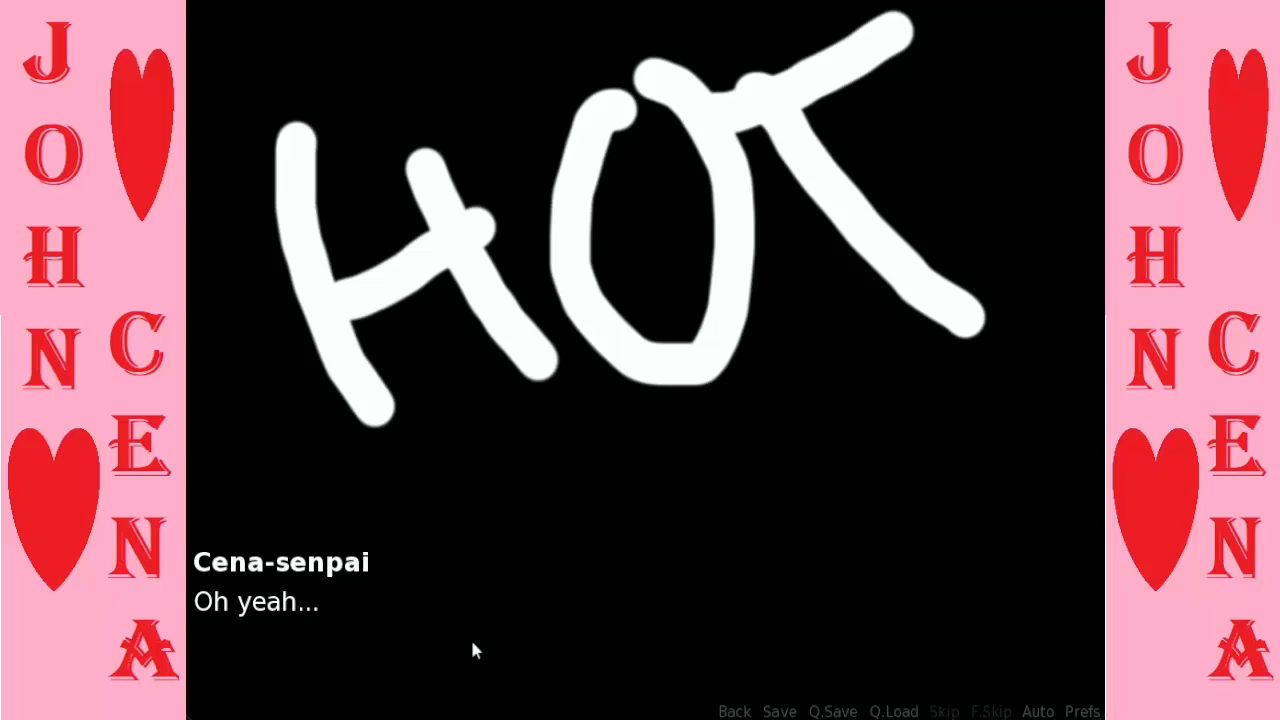 JOHN
CENA
HOT
Cena-senpai
Oh yeah...
Back Save Q.Save Q.Load Skip F.Skip Auto Prefs
JOHN
CENA